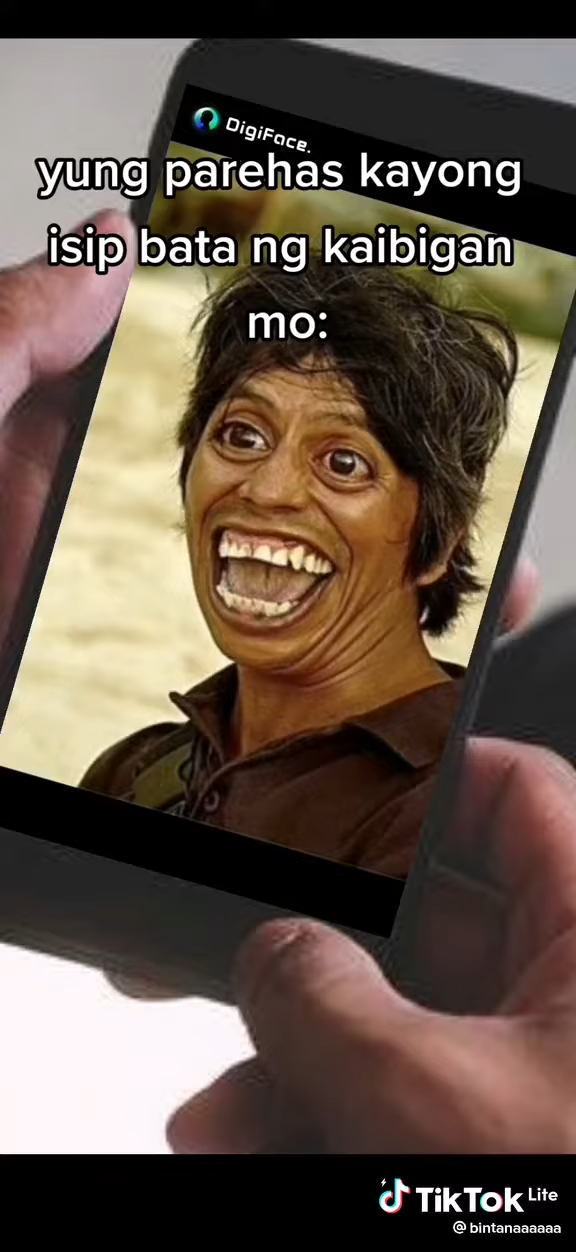 DigiFace.
yung parehas kayong
isip bata ng kaibigan
mo:
TikTok Lite
@bintanaaaaaa